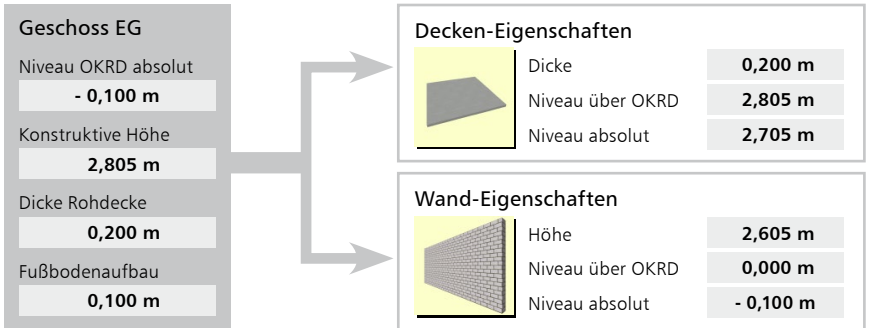 Geschoss EG
Niveau OKRD absolut
- 0,100 m
Konstruktive Höhe
2,805 m
Dicke Rohdecke
0,200 m
Fußbodenaufbau
0,100 m
Decken-Eigenschaften
Dicke 0,200 m
Niveau über OKRD 2,805 m
Niveau absolut 2,705 m
Wand-Eigenschaften
Höhe 2,605 m
Niveau über OKRD 0,000 m
Niveau absolut - 0,100 m